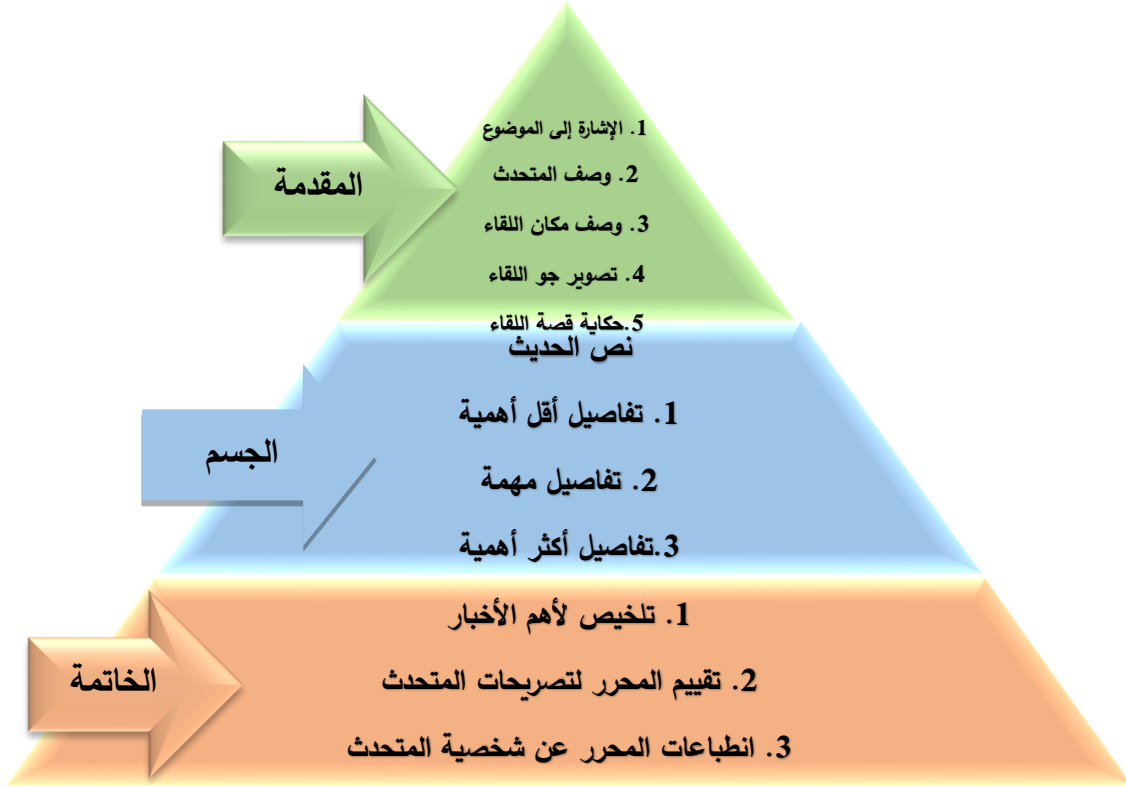 المقدمة
1. الإشارة إلى الموضوع
2. وصف المتحدث
3. وصف مكان اللقاء
4. تصوير جو اللقاء
5.حكاية قصة اللقاء
الجسم
نص الحديث
1. تفاصيل أقل أهمية
2. تفاصيل مهمة
3.تفاصيل أكثر أهمية
الخاتمة
1. تلخيص لأهم الأخبار
2. تقييم المحرر لتصريحات المتحدث
3. انطباعات المحرر عن شخصية المتحدث